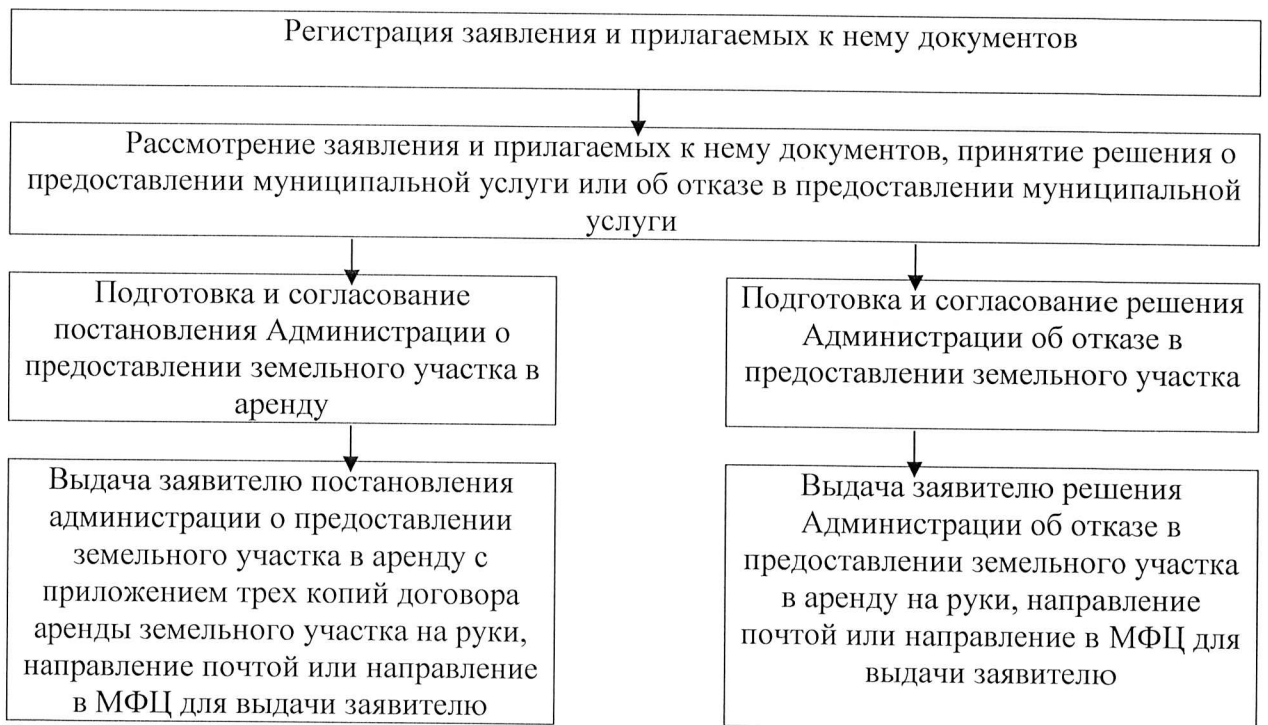 Регистрация заявления и прилагаемых к нему документов
Рассмотрение заявления и прилагаемых к нему документов, принятие решения о
предоставлении муниципальной услуги или об отказе в предоставлении муниципальной
услуги
Подготовка и согласование
постановления Администрации о
предоставлении земельного участка в
аренду
Подготовка и согласование решения
Администрации об отказе в
предоставлении земельного участка
Выдача заявителю постановления
администрации о предоставлении
земельного участка в аренду с
приложением трех копий договора
аренды земельного участка на руки,
направление почтой или направление
в МФЦ для выдачи заявителю
Выдача заявителю решения
Администрации об отказе в
предоставлении земельного участка
в аренду на руки, направление
почтой или направление в МФЦ для
выдачи заявителю